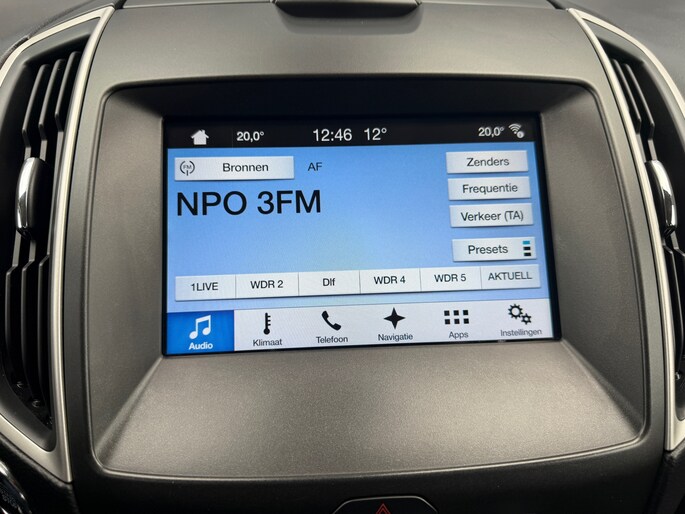 20,0° 12:46 12° 20,0°
FM Bronnen AF Zenders
NPO 3FM
Frequentie
Verkeer (TA)
Presets
1LIVE WDR 2 Dlf WDR 4 WDR 5 AKTUELL
Audio Klimaat Telefoon Navigatie Apps Instellingen